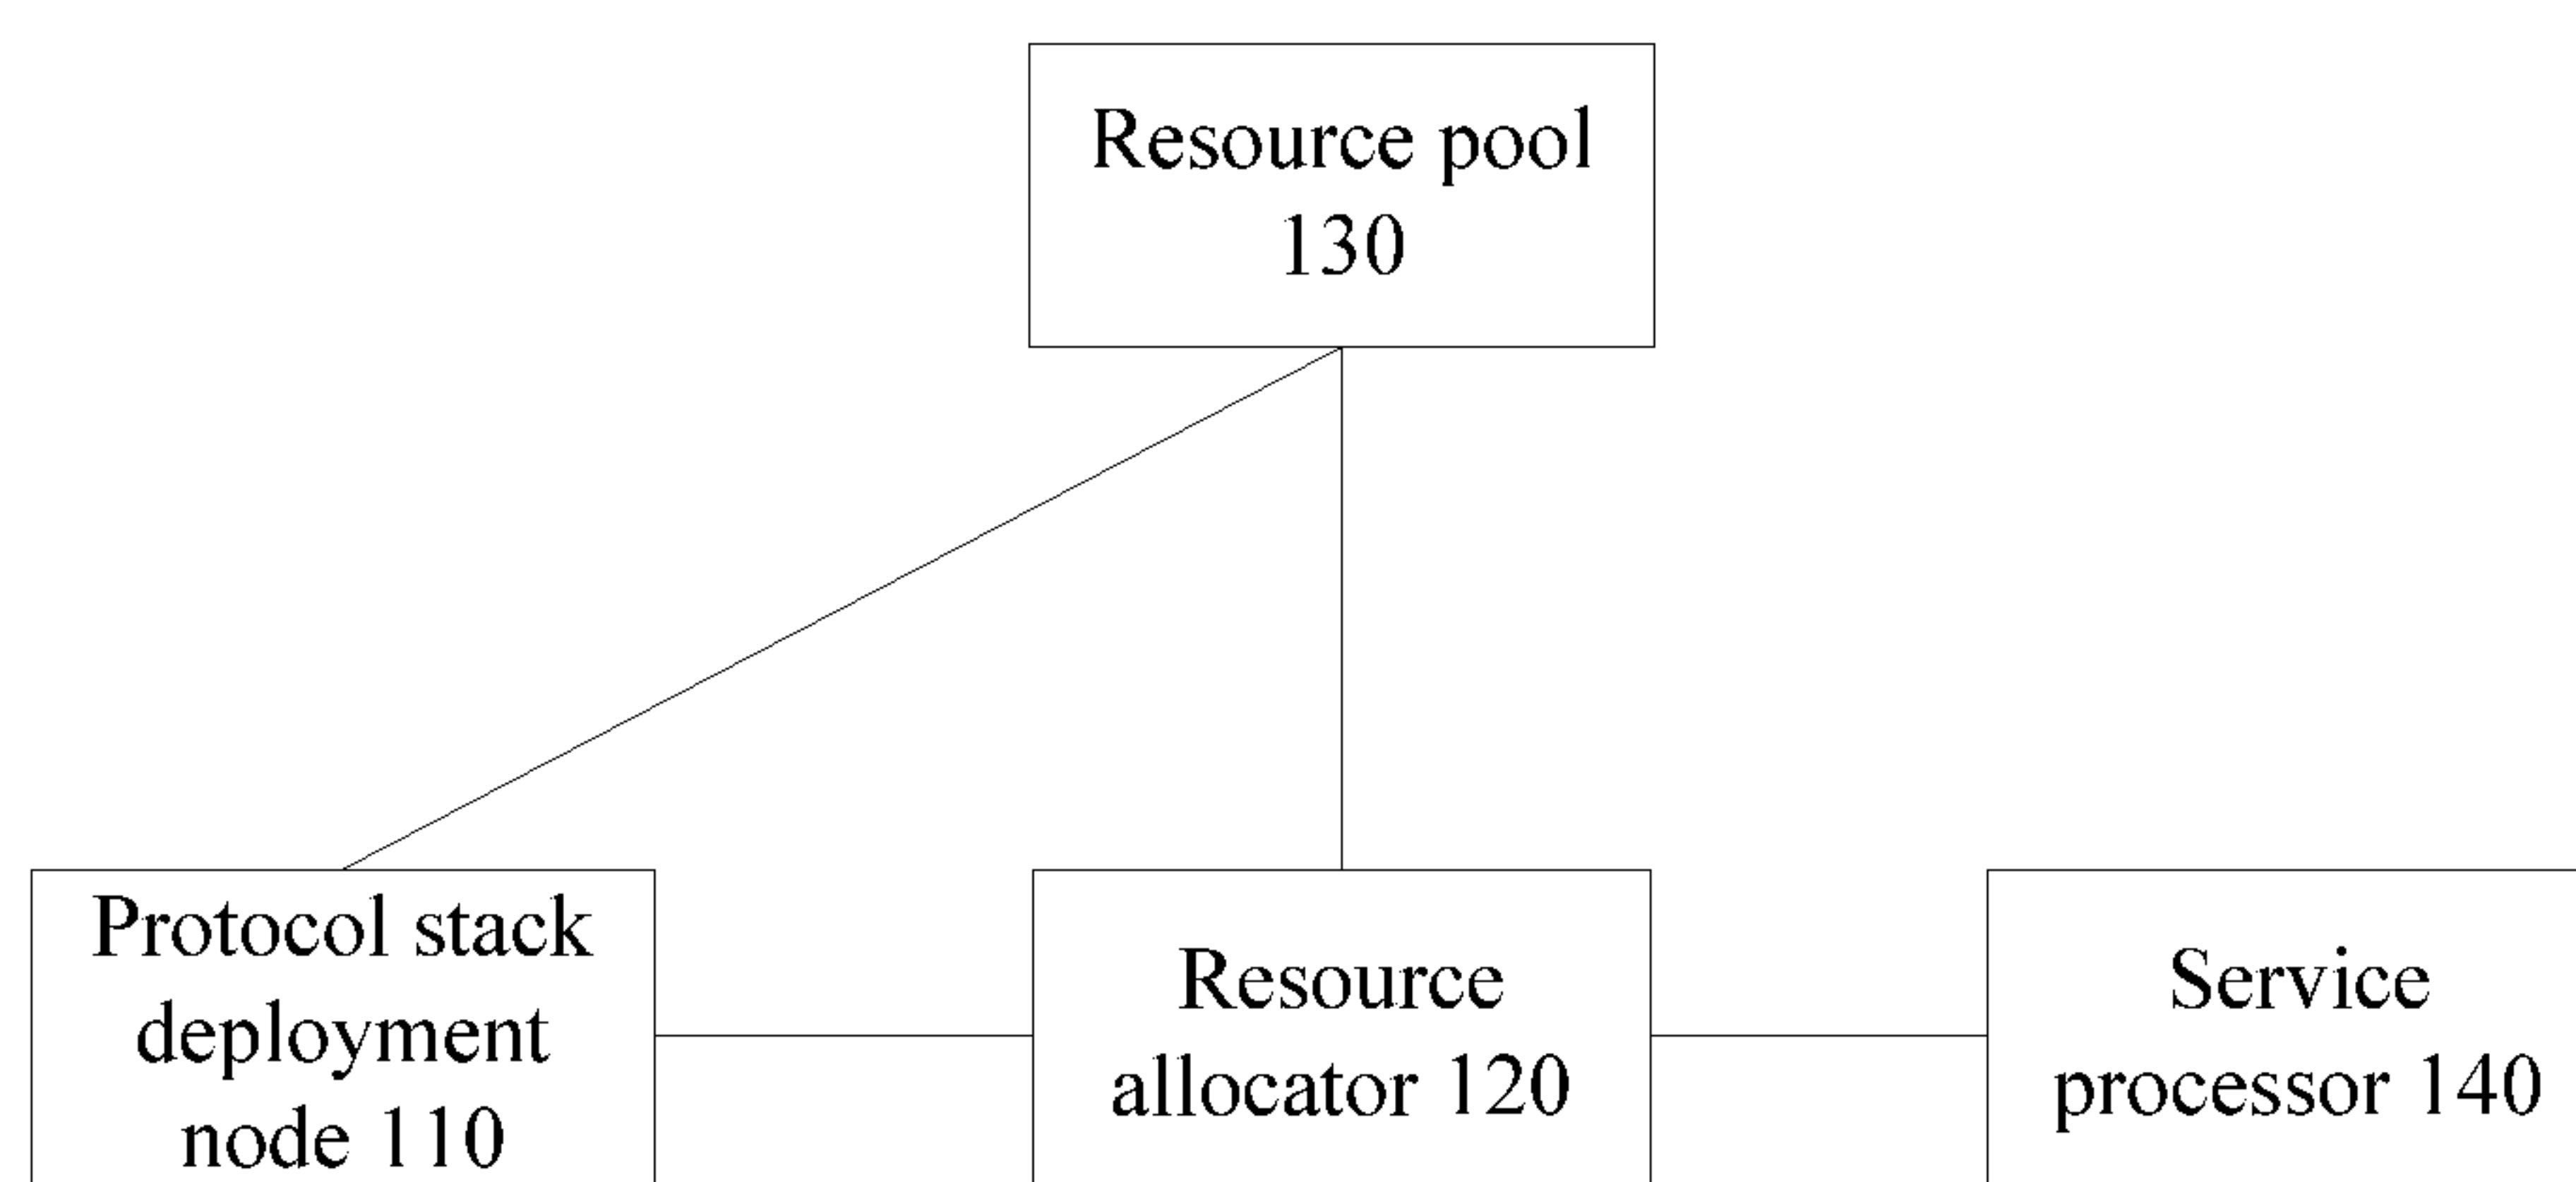 Resource pool
130
Protocol stack
deployment
node 110
Resource
allocator 120
Service
processor 140